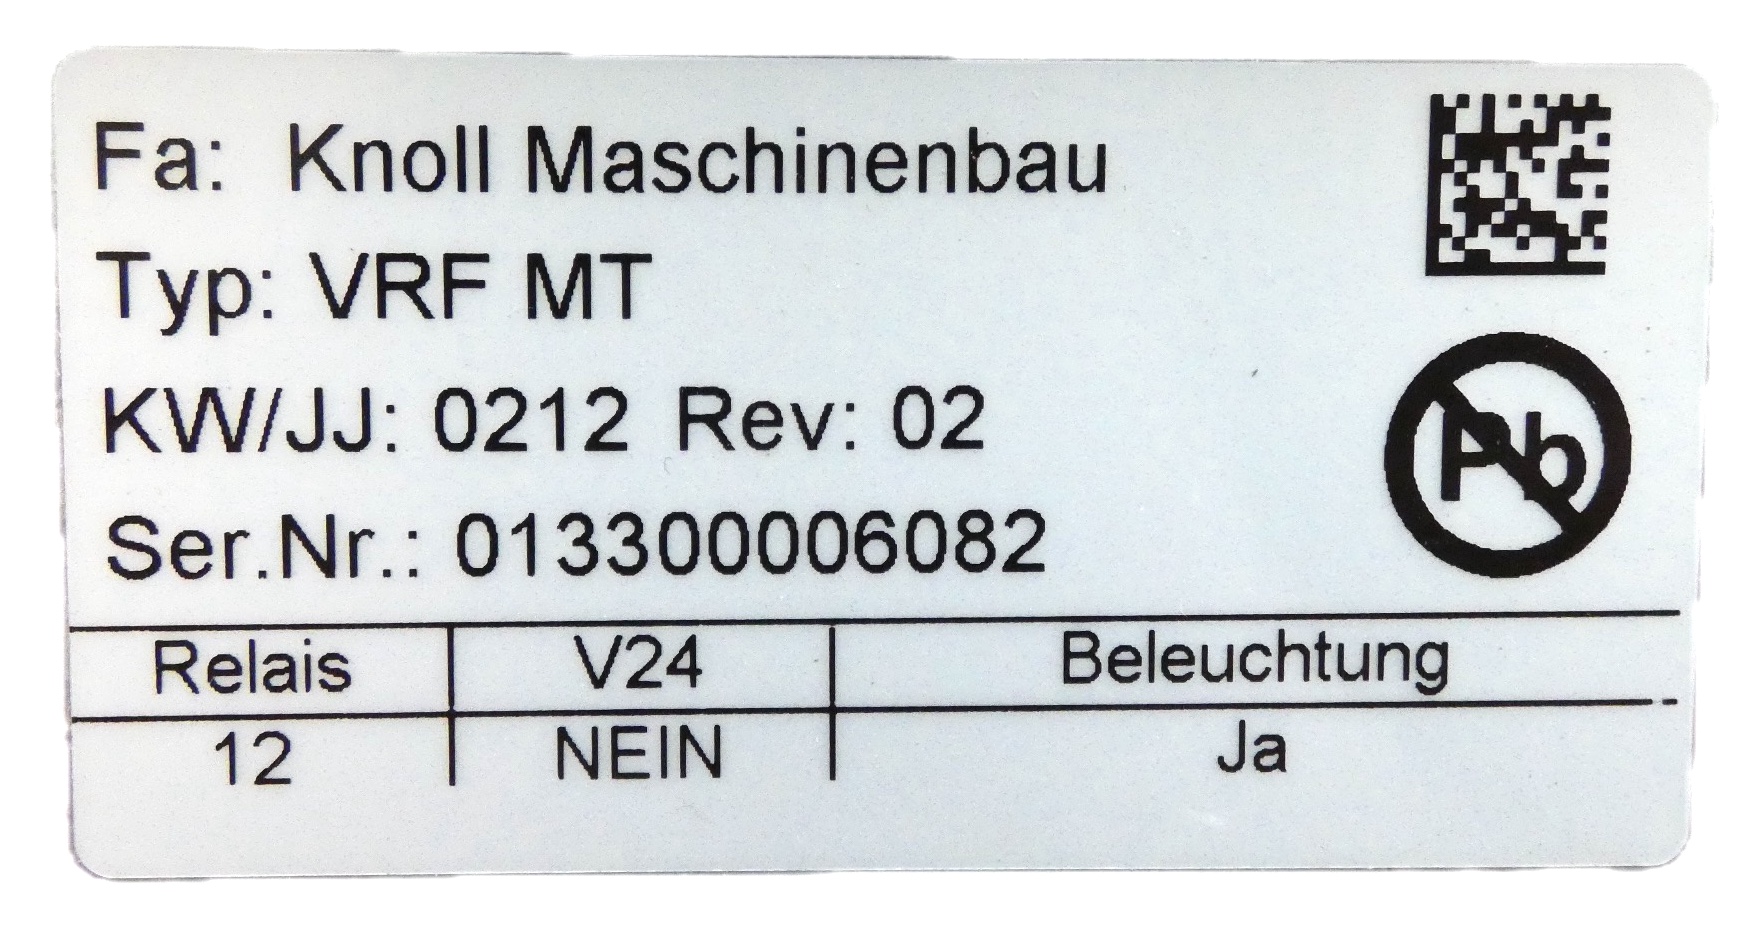 Fa: Knoll Maschinenbau
Typ: VRF MT
KW/JJ: 0212 Rev: 02
Pb
Ser.Nr.: 013300006082
Relais V24 Beleuchtung
12 NEIN Ja